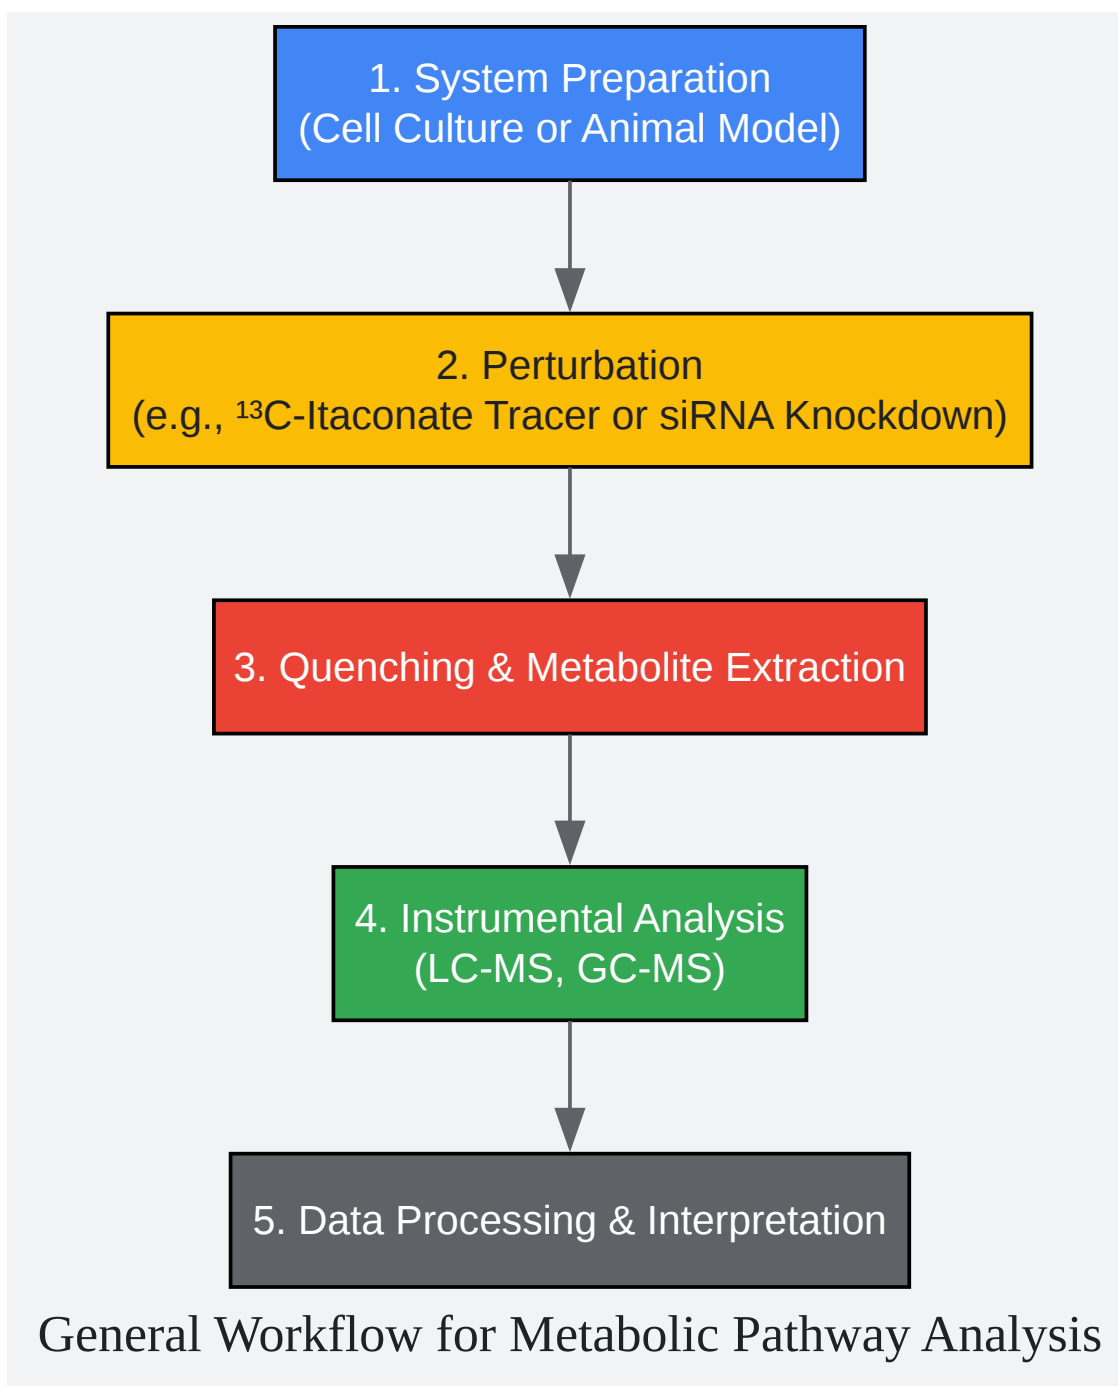 1. System Preparation
(Cell Culture or Animal Model)
2. Perturbation
(e.g., ¹³C-Itaconate Tracer or siRNA Knockdown)
3. Quenching & Metabolite Extraction
4. Instrumental Analysis
(LC-MS, GC-MS)
5. Data Processing & Interpretation
General Workflow for Metabolic Pathway Analysis